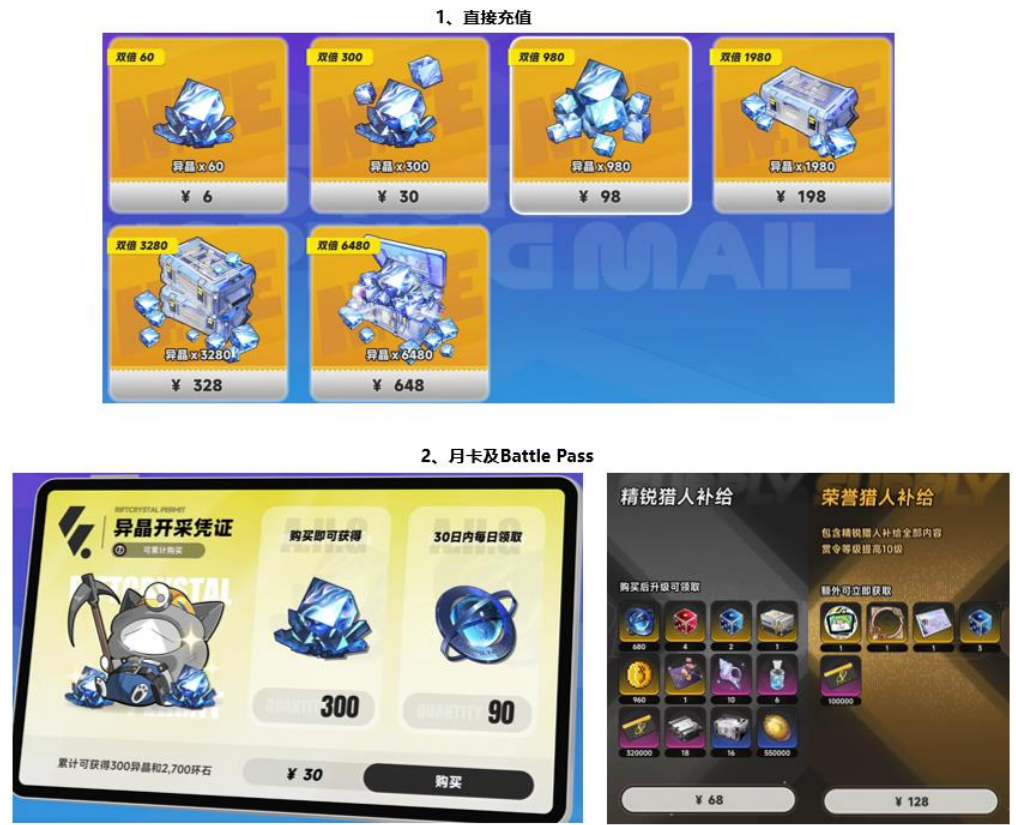 1、直接充值
双倍 60
异晶 x 60
¥ 6
双倍 300
异晶 x 300
¥ 30
双倍 980
异晶 x 980
¥ 98
双倍 1980
异晶 x 1980
¥ 198
双倍 3280
异晶 x 3280
¥ 328
双倍 6480
异晶 x 6480
¥ 648
MAIL
2、月卡及Battle Pass
RIFTCRYSTAL PERMIT
异晶开采凭证
可累计购买
购买即可获得
QUANTITY 300
30日内每日领取
QUANTITY 90
累计可获得300异晶和2,700环石
¥ 30
购买
精锐猎人补给
购买后升级可领取
680
4
2
1
960
1
10
6
320000
18
16
550000
¥ 68
荣誉猎人补给
包含精锐猎人补给全部内容
赏令等级提高10级
额外可立即获取
1
1
1
3
100000
¥ 128